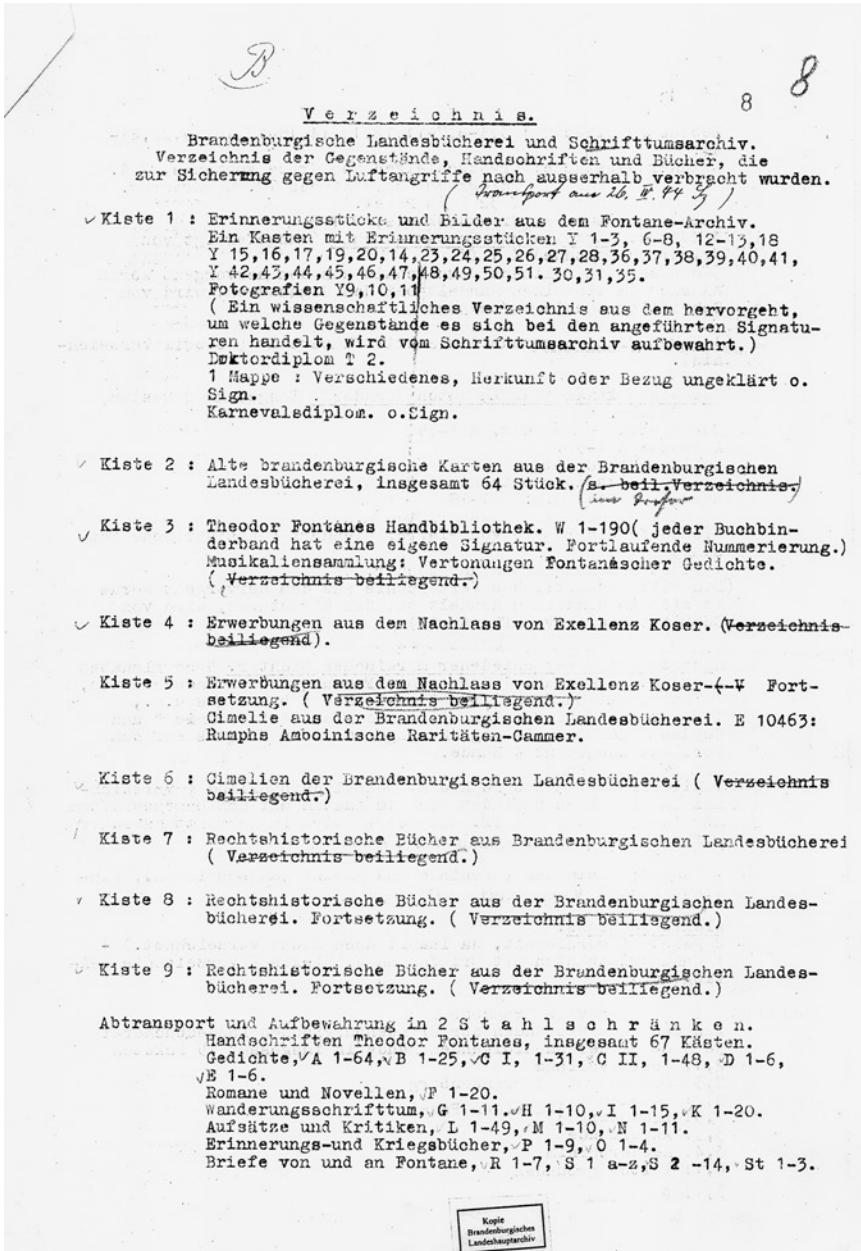 B
8
8
Verzeichnis.
Brandenburgische Landesbücherei und Schrifttumsarchiv.
Verzeichnis der Gegenstände, Handschriften und Bücher, die
zur Sicherung gegen Luftangriffe nach ausserhalb verbracht wurden.
( Transport am 26. IV. 44 )
Kiste 1 : Erinnerungsstücke und Bilder aus dem Fontane-Archiv.
Ein Kasten mit Erinnerungsstücken Y 1-3, 6-8, 12-13,18
Y 15,16,17,19,20,14,23,24,25,26,27,28,36,37,38,39,40,41,
Y 42,43,44,45,46,47,48,49,50,51. 30,31,35.
Fotografien Y9,10,11
( Ein wissenschaftliches Verzeichnis aus dem hervorgeht,
um welche Gegenstände es sich bei den angeführten Signatu-
ren handelt, wird vom Schrifttumsarchiv aufbewahrt.)
Doktordiplom T 2.
1 Mappe : Verschiedenes, Herkunft oder Bezug ungeklärt o.
Sign.
Karnevalsdiplom. o.Sign.
Kiste 2 : Alte brandenburgische Karten aus der Brandenburgischen
Landesbücherei, insgesamt 64 Stück. (s. beil.Verzeichnis.)
Kiste 3 : Theodor Fontanes Handbibliothek. W 1-190( jeder Buchbin-
derband hat eine eigene Signatur. Fortlaufende Nummerierung.)
Musikaliensammlung: Vertonungen Fontanescher Gedichte.
( Verzeichnis beiliegend.)
Kiste 4 : Erwerbungen aus dem Nachlass von Exellenz Koser. (Verzeichnis
beiliegend).
Kiste 5 : Erwerbungen aus dem Nachlass von Exellenz Koser-(-V Fort-
setzung. ( Verzeichnis beiliegend.)
Cimelie aus der Brandenburgischen Landesbücherei. E 10463:
Rumphs Amboinische Raritäten-Cammer.
Kiste 6 : Cimelien der Brandenburgischen Landesbücherei ( Verzeichnis
beiliegend.)
Kiste 7 : Rechtshistorische Bücher aus Brandenburgischen Landesbücherei
( Verzeichnis beiliegend.)
Kiste 8 : Rechtshistorische Bücher aus der Brandenburgischen Landes-
bücherei. Fortsetzung. ( Verzeichnis beiliegend.)
Kiste 9 : Rechtshistorische Bücher aus der Brandenburgischen Landes-
bücherei. Fortsetzung. ( Verzeichnis beiliegend.)
Abtransport und Aufbewahrung in 2 Stahlschränken.
Handschriften Theodor Fontanes, insgesamt 67 Kästen.
Gedichte, A 1-64, B 1-25, C I, 1-31, C II, 1-48, D 1-6,
E 1-6.
Romane und Novellen, F 1-20.
Wanderungsschrifttum, G 1-11. H 1-10, I 1-15, K 1-20.
Aufsätze und Kritiken, L 1-49, M 1-10, N 1-11.
Erinnerungs-und Kriegsbücher, P 1-9, O 1-4.
Briefe von und an Fontane, R 1-7, S 1 a-z,S 2 -14, St 1-3.
Kopie
Brandenburgisches
Landeshauptarchiv